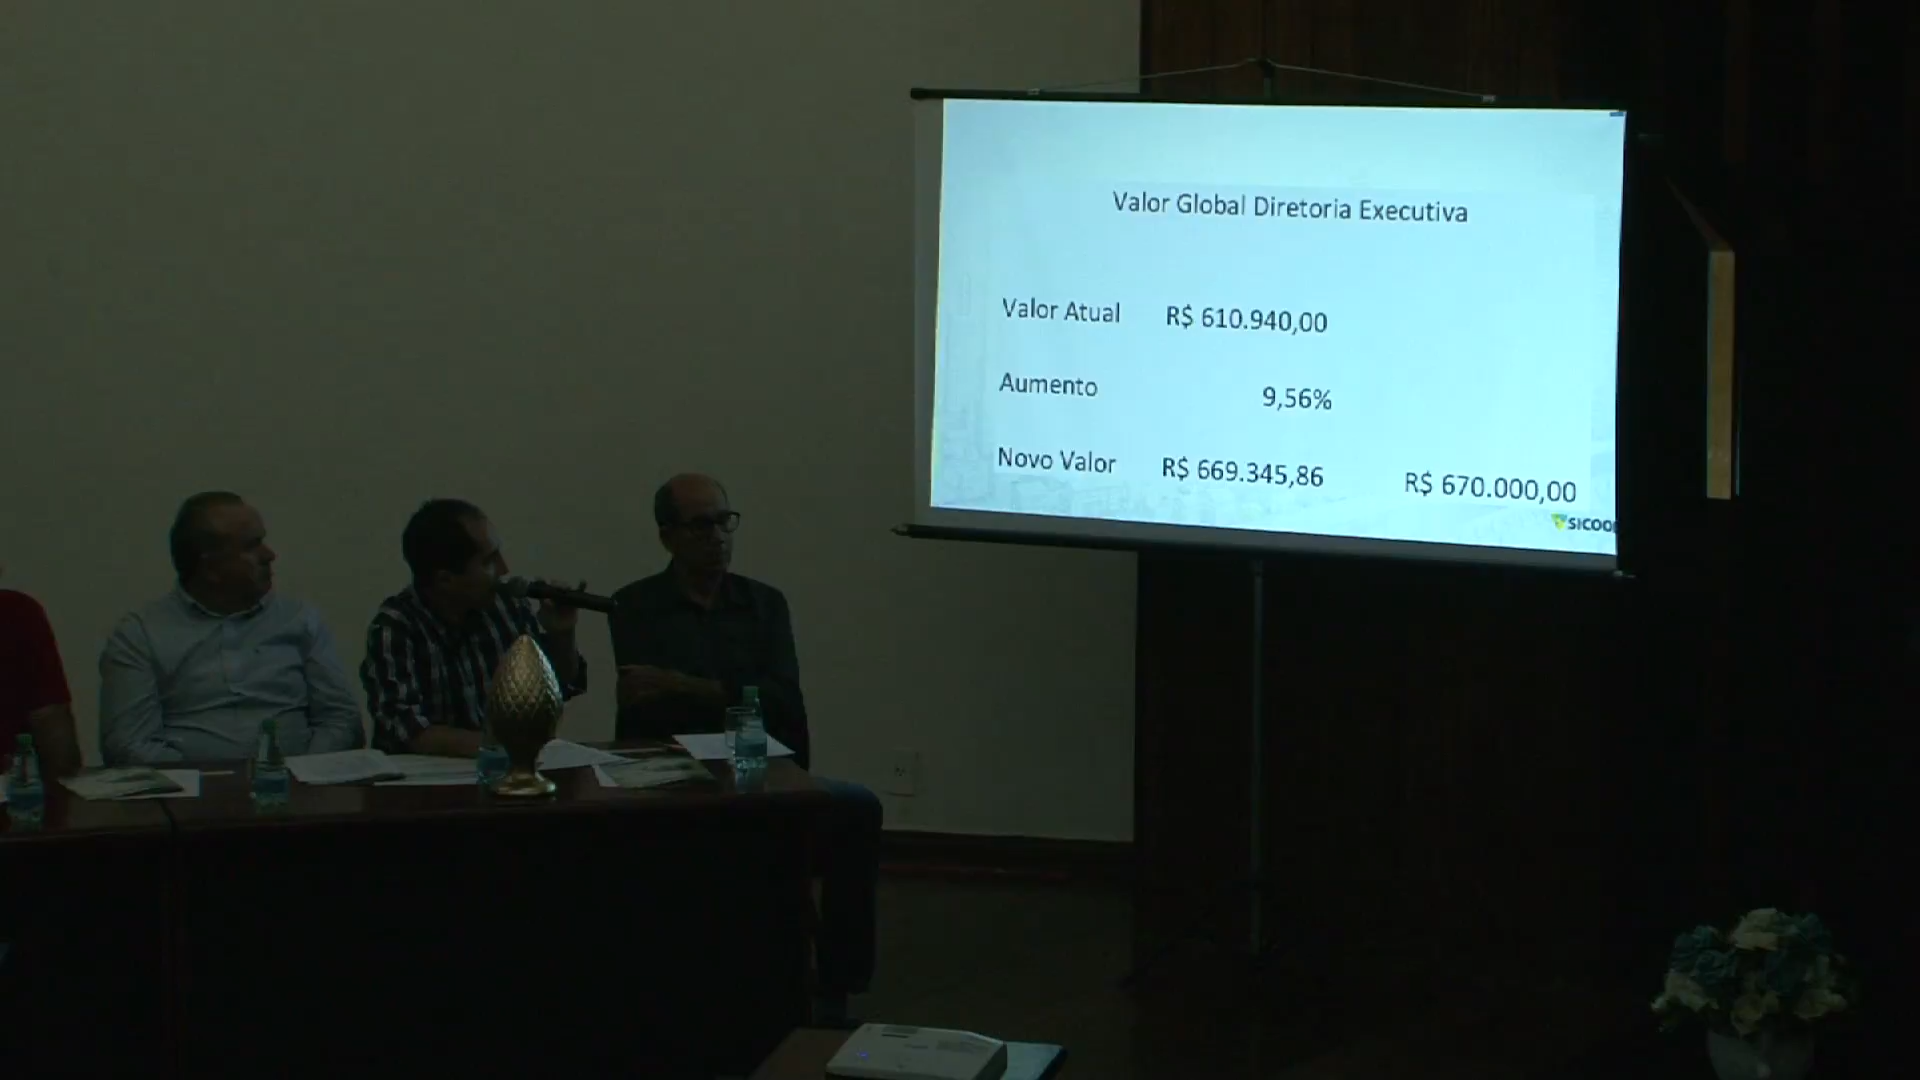 Valor Global Diretoria Executiva
Valor Atual R$ 610.940,00
Aumento 9,56%
Novo Valor R$ 669.345,86 R$ 670.000,00
SICOO